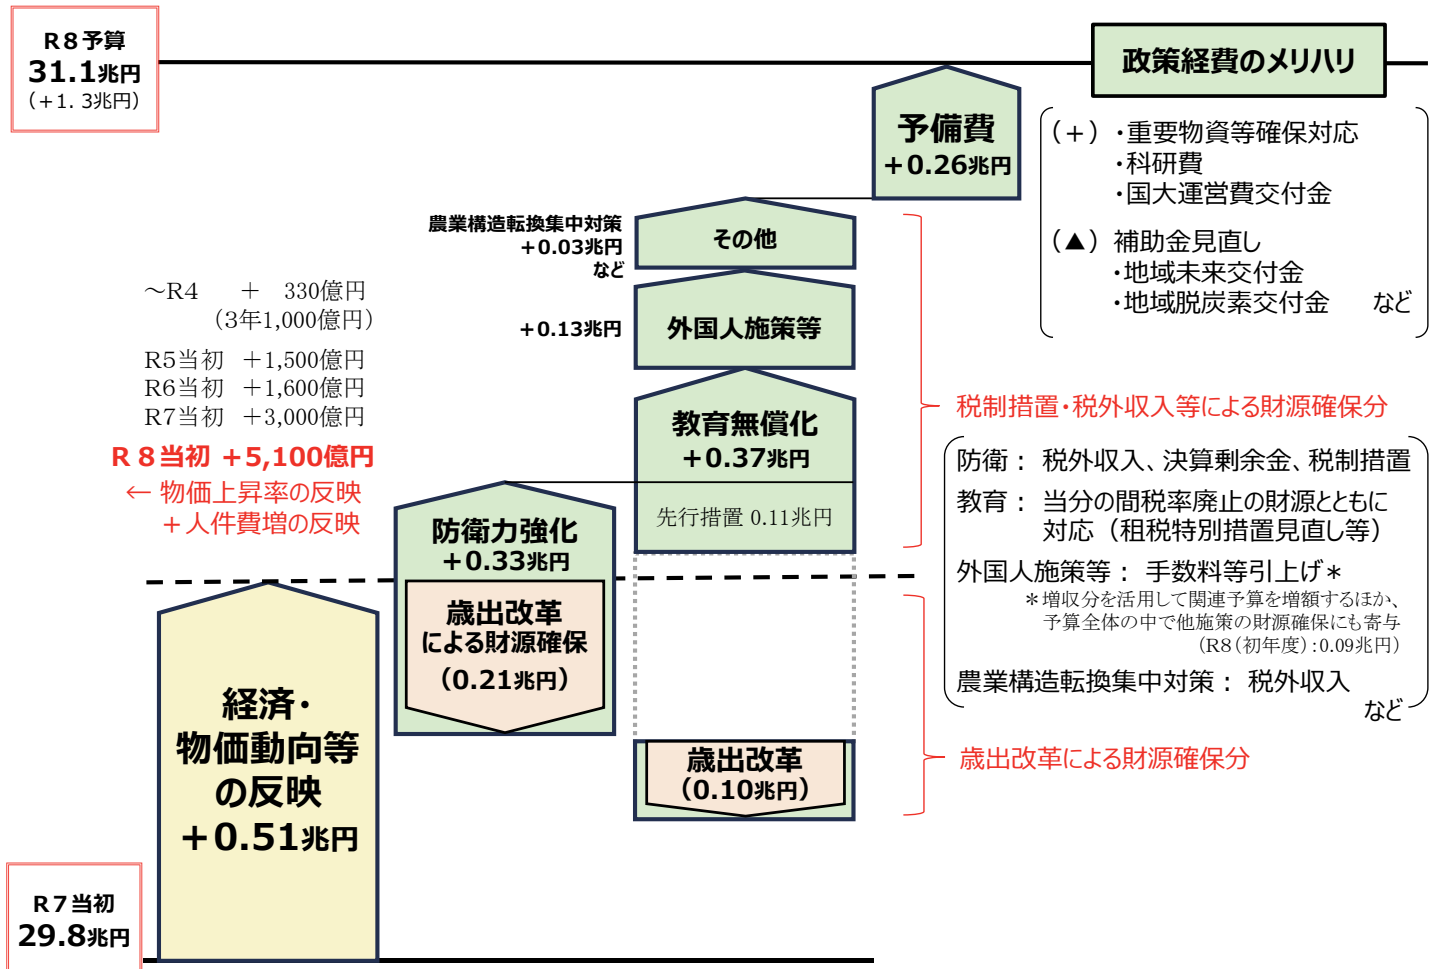 R8予算
31.1兆円
(+1.3兆円)
政策経費のメリハリ
予備費
+0.26兆円
(+)・重要物資等確保対応
・科研費
・国大運営費交付金
(▲)補助金見直し
・地域未来交付金
・地域脱炭素交付金 など
農業構造転換集中対策
+0.03兆円
など
その他
+0.13兆円
外国人施策等
～R4 + 330億円
(3年1,000億円)
R5当初 +1,500億円
R6当初 +1,600億円
R7当初 +3,000億円
R8当初 +5,100億円
← 物価上昇率の反映
+人件費増の反映
教育無償化
+0.37兆円
先行措置 0.11兆円
防衛力強化
+0.33兆円
歳出改革
による財源確保
(0.21兆円)
経済・
物価動向等
の反映
+0.51兆円
歳出改革
(0.10兆円)
税制措置・税外収入等による財源確保分
防衛： 税外収入、決算剰余金、税制措置
教育： 当分の間税率廃止の財源とともに
対応（租税特別措置見直し等）
外国人施策等： 手数料等引上げ＊
＊増収分を活用して関連予算を増額するほか、
予算全体の中で他施策の財源確保にも寄与
(R8(初年度):0.09兆円)
農業構造転換集中対策： 税外収入
など
歳出改革による財源確保分
R7当初
29.8兆円